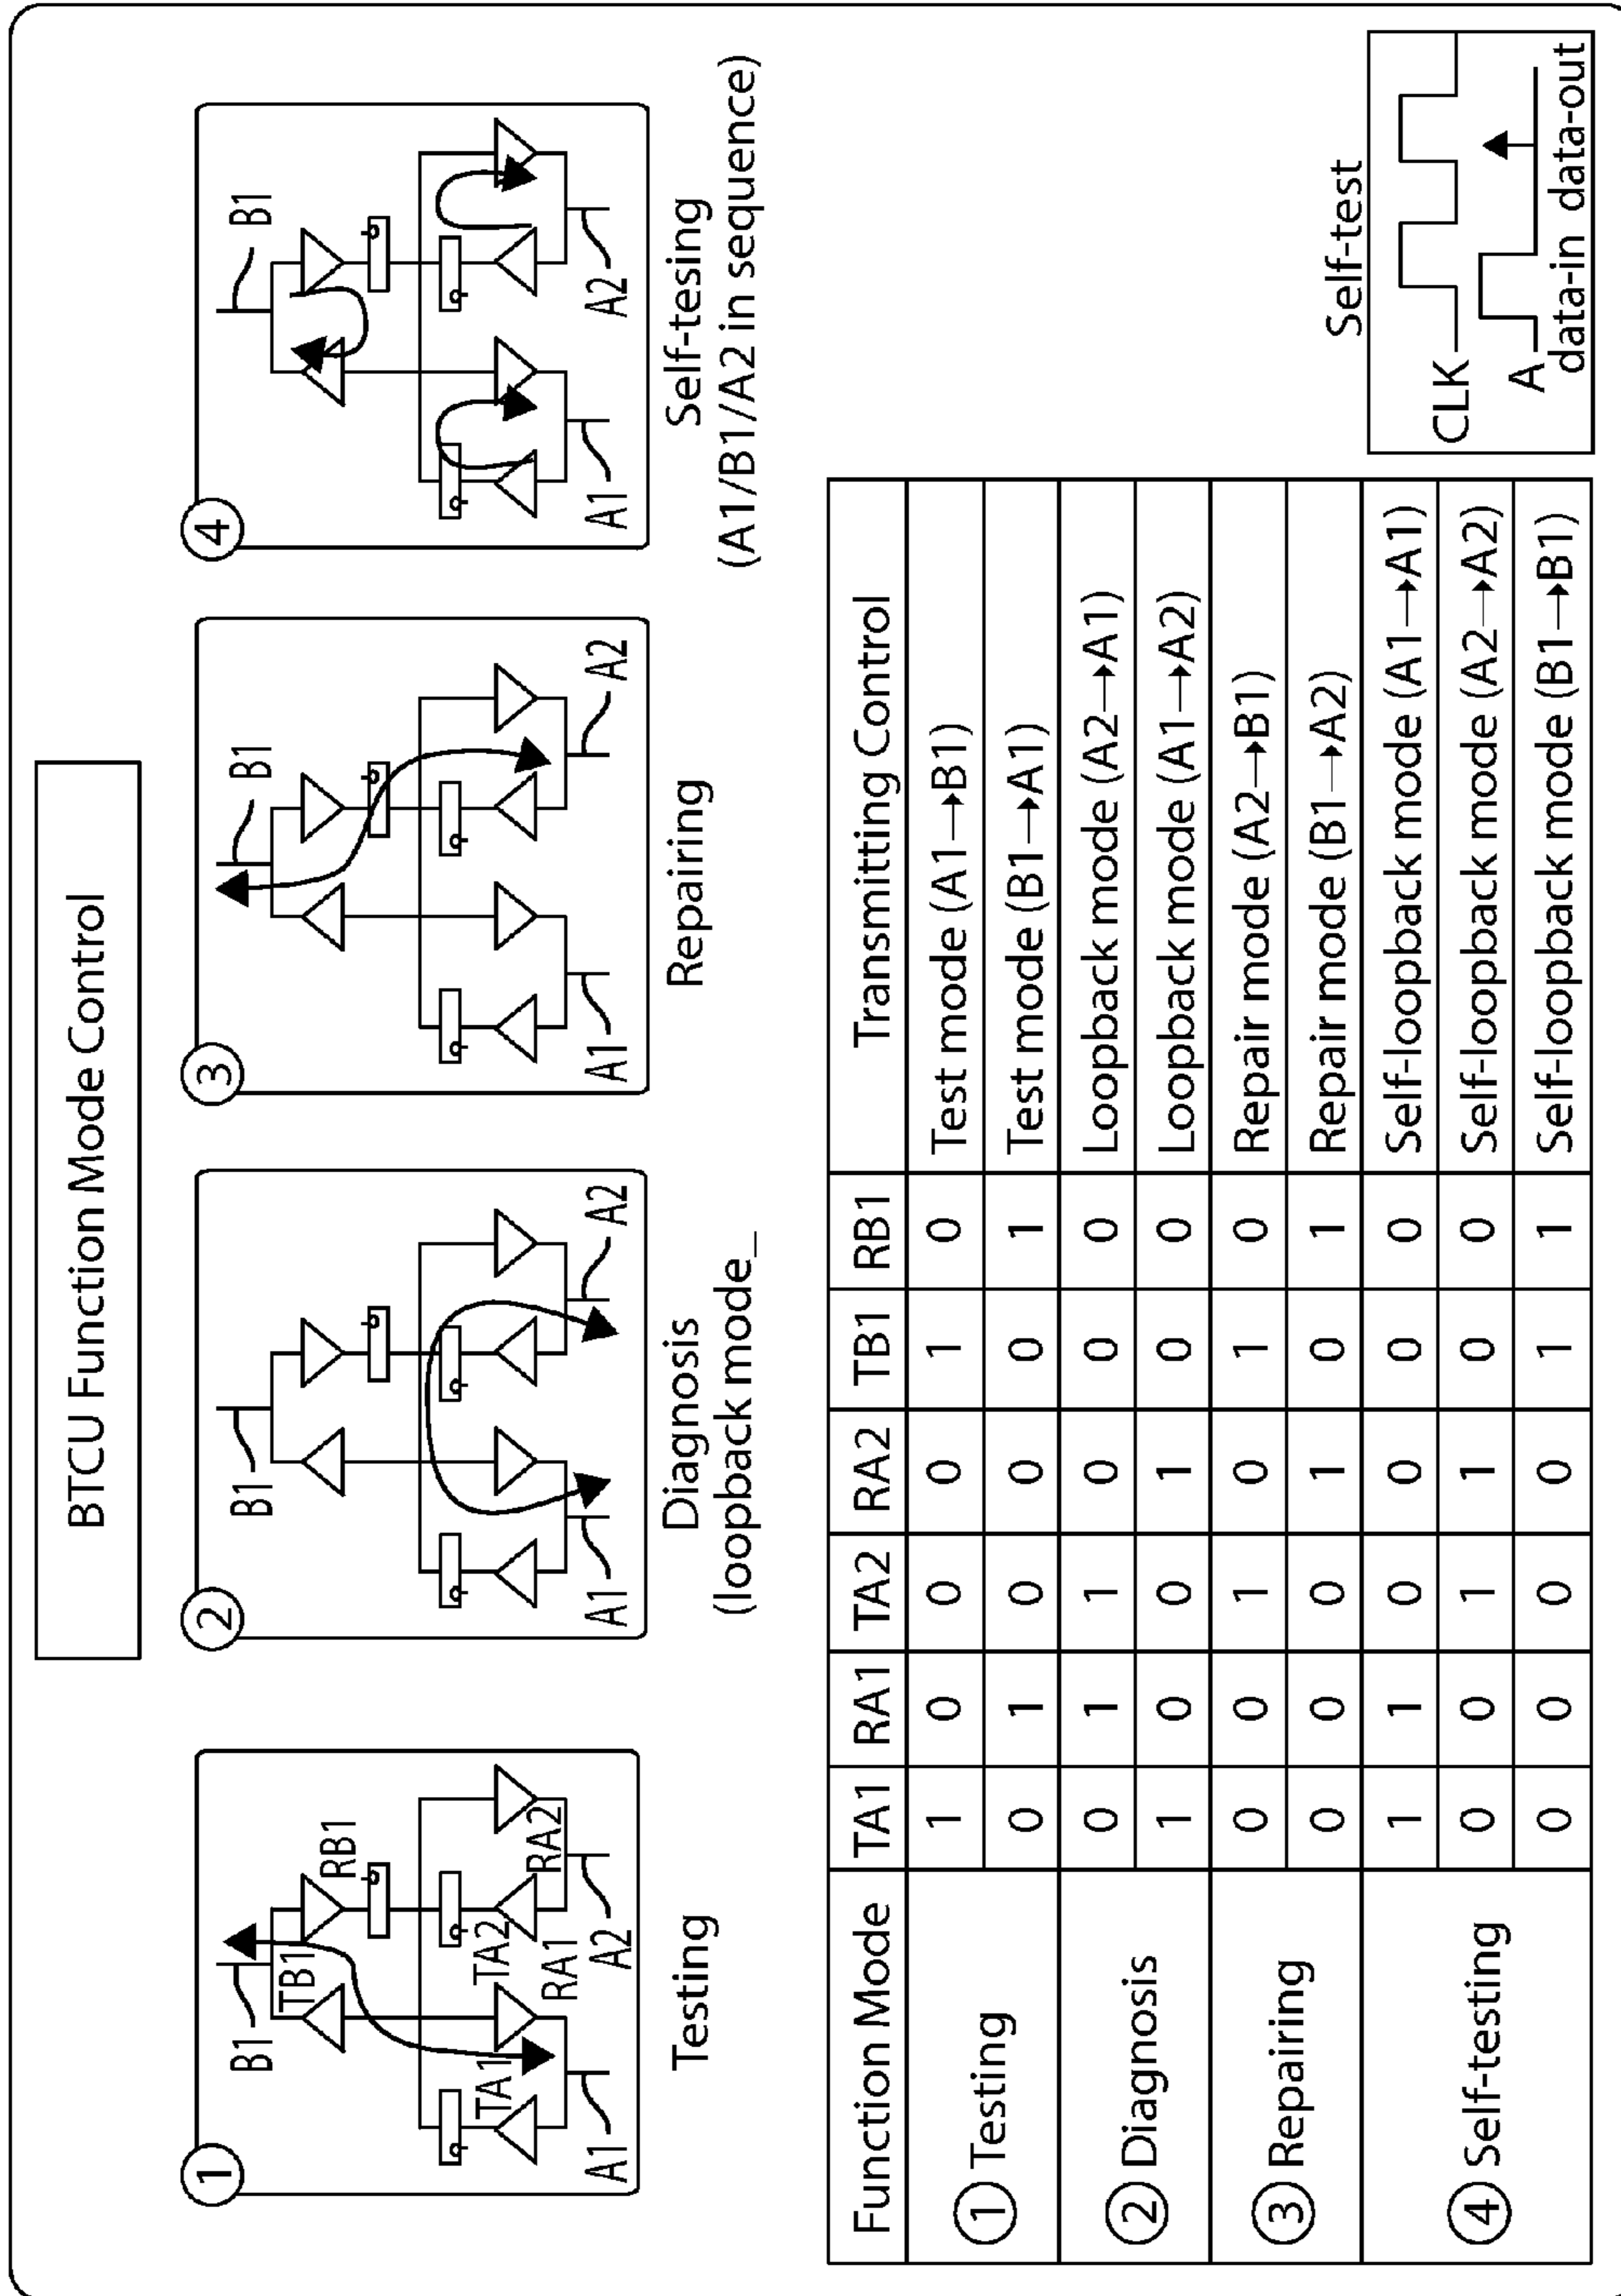 BTCU Function Mode Control
1
B1
TB1
RB1
TA1
TA2
RA1
RA2
A1
A2
Testing
2
B1
A1
A2
Diagnosis
(loopback mode_
3
B1
A1
A2
Repairing
4
B1
A1
A2
Self-tesing
(A1/B1/A2 in sequence)
Function Mode TA1 RA1 TA2 RA2 TB1 RB1 Transmitting Control
1 Testing
1 0 0 0 1 0 Test mode (A1→B1)
0 1 0 0 0 1 Test mode (B1→A1)
2 Diagnosis
0 1 1 0 0 0 Loopback mode (A2→A1)
1 0 0 1 0 0 Loopback mode (A1→A2)
3 Repairing
0 0 1 0 1 0 Repair mode (A2→B1)
0 0 0 1 0 1 Repair mode (B1→A2)
4 Self-testing
1 1 0 0 0 0 Self-loopback mode (A1→A1)
0 0 1 1 0 0 Self-loopback mode (A2→A2)
0 0 0 0 1 1 Self-loopback mode (B1→B1)
Self-test
CLK
A
data-in data-out